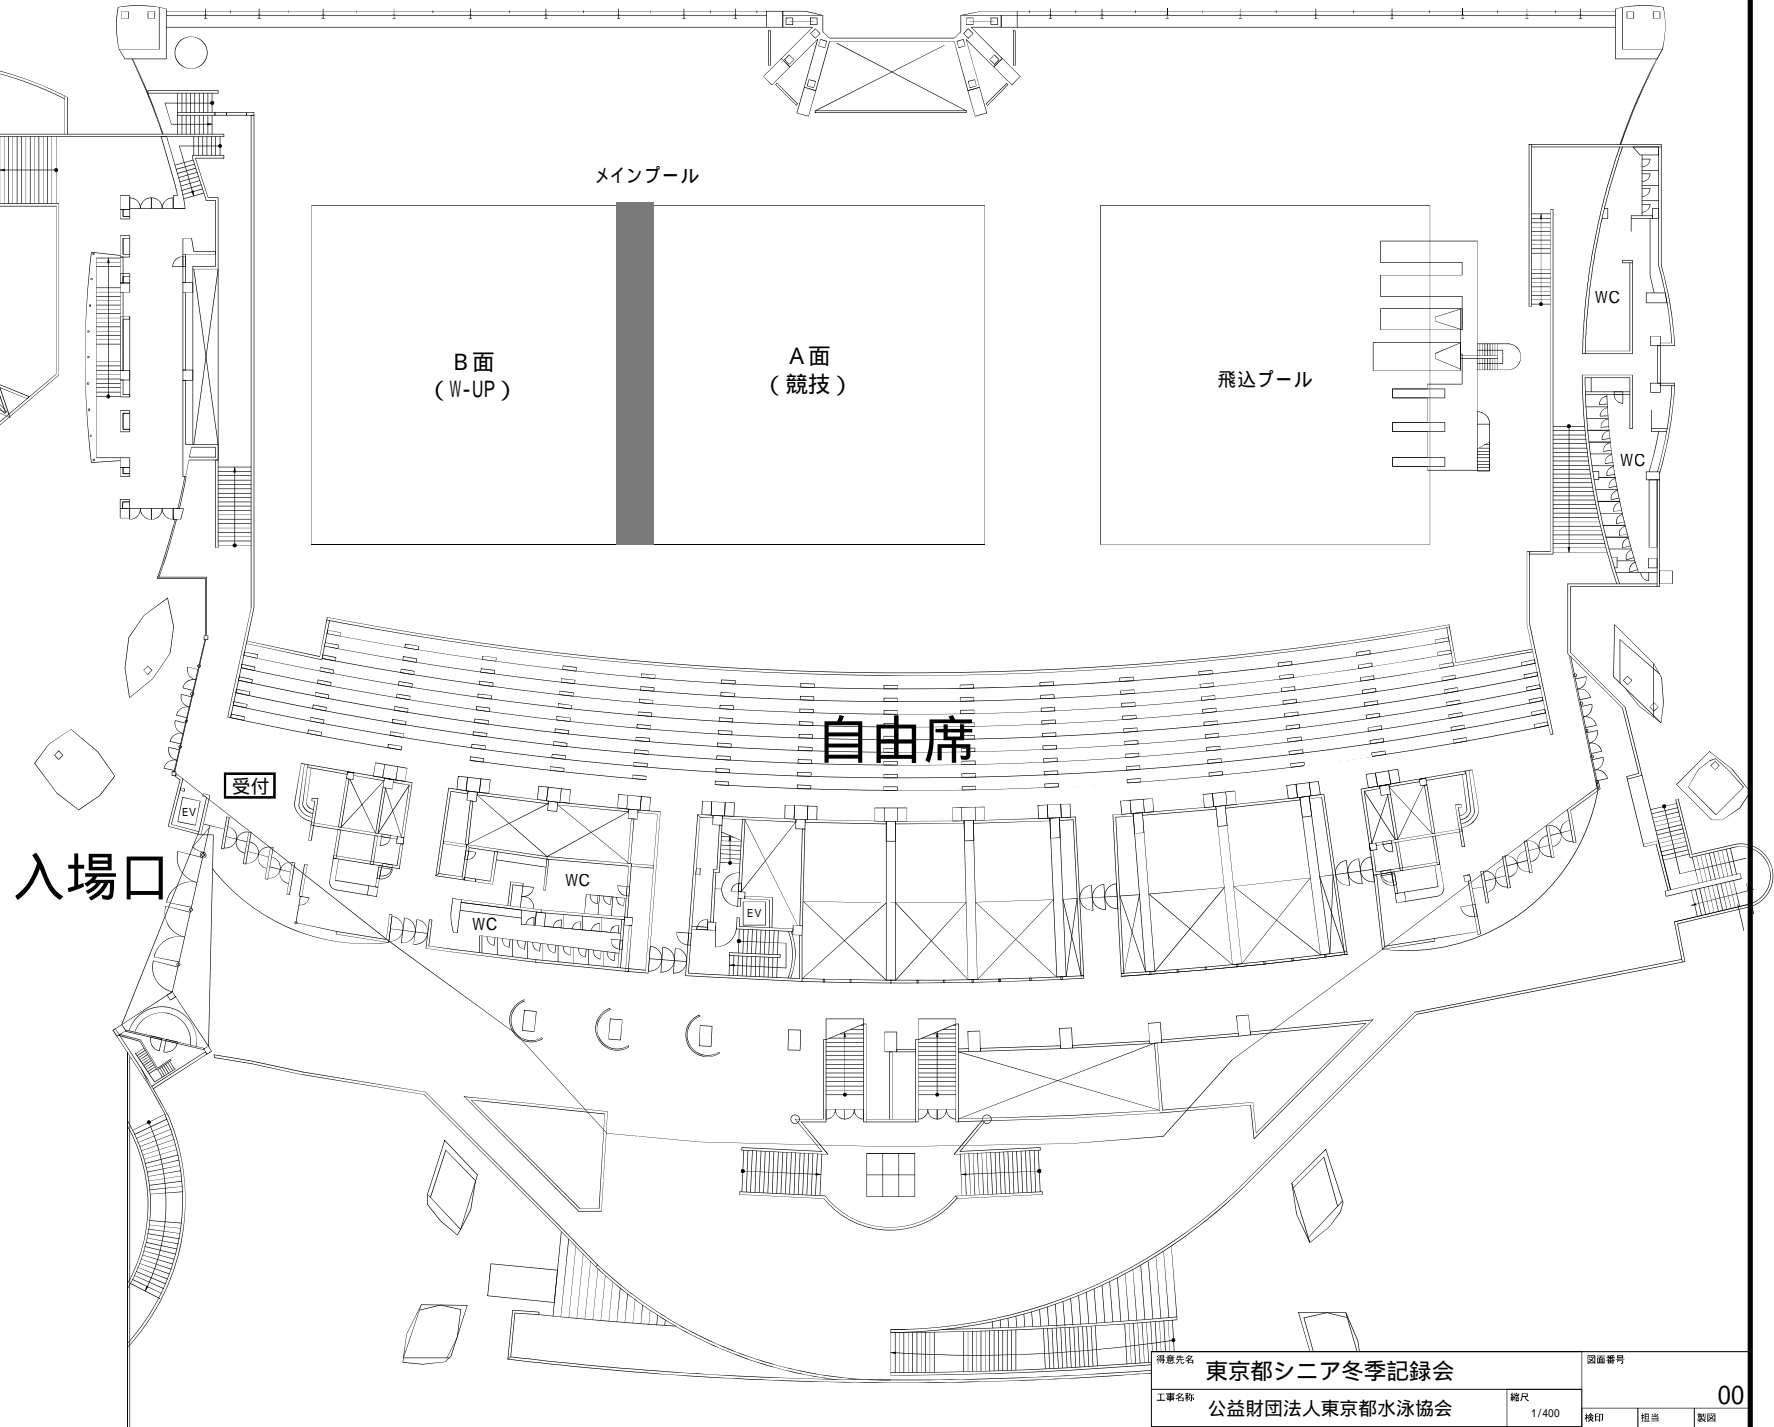 メインプール
B面
（W-UP）
A面
（競技）
飛込プール
WC
WC
自由席
受付
EV
入場口
WC
WC
EV
得意先名
東京都シニア冬季記録会
図面番号
00
工事名称
公益財団法人東京都水泳協会
縮尺
1/400
検印
担当
製図